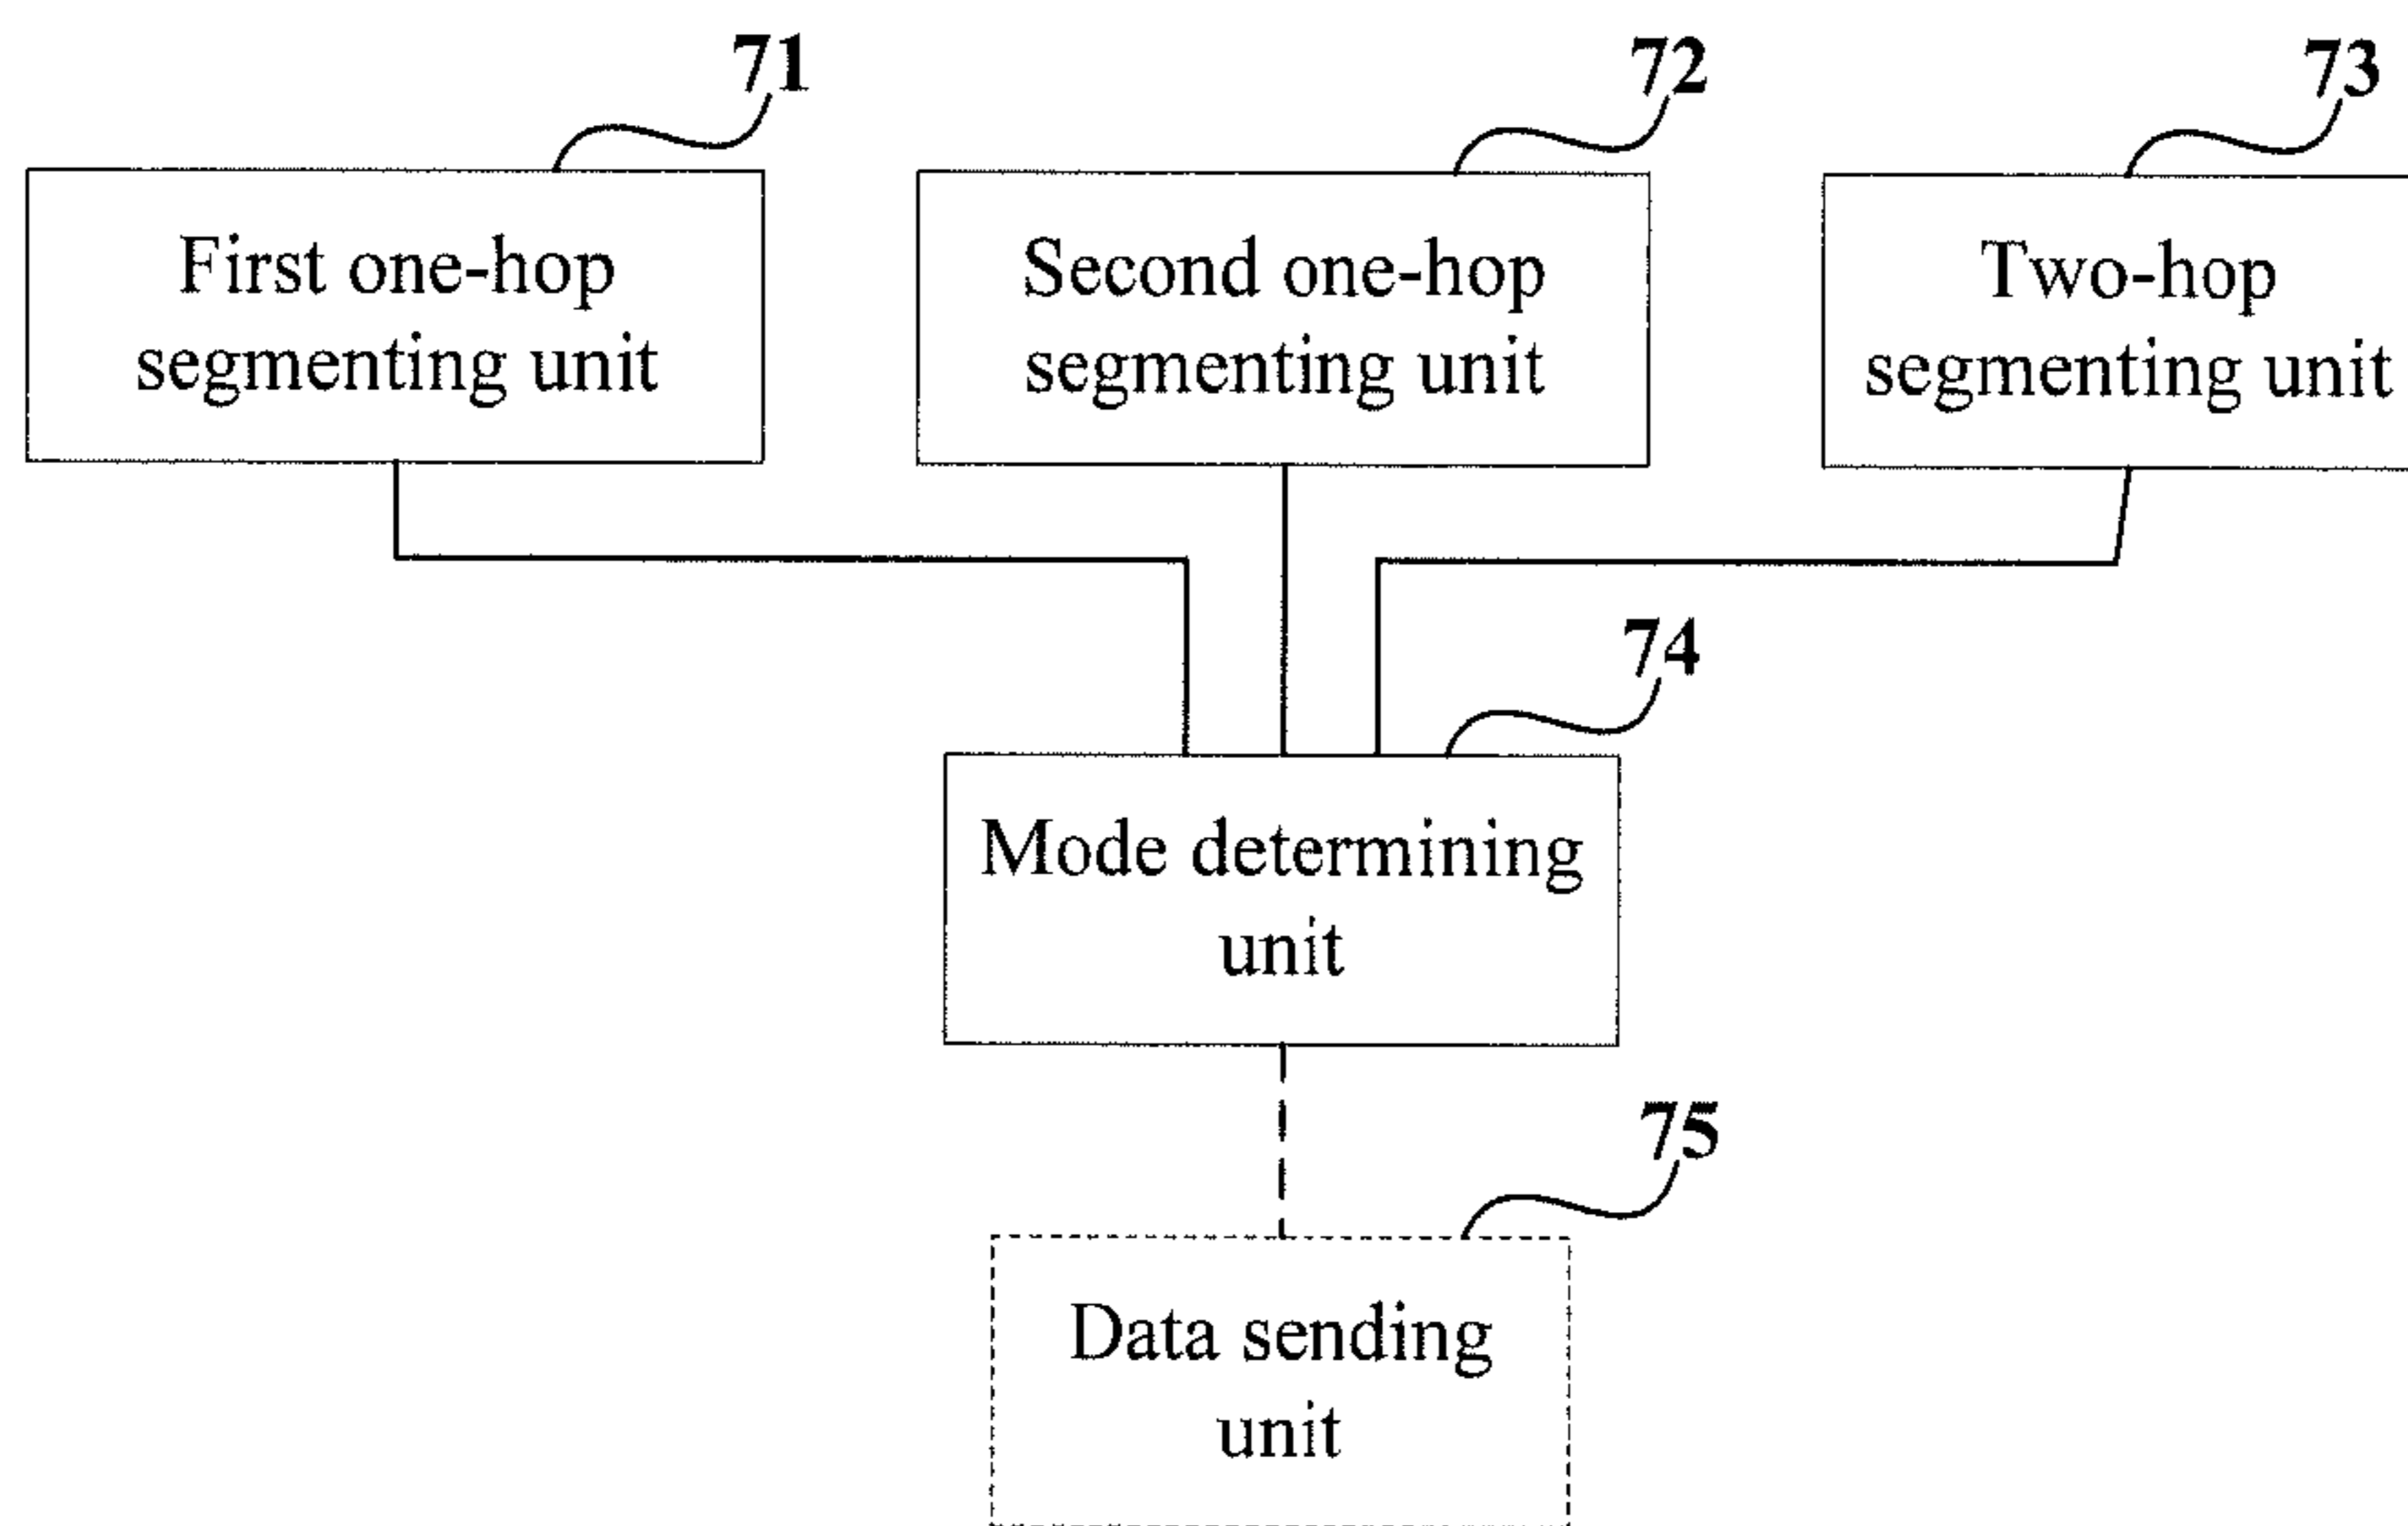 71
72
73
First one-hop
segmenting unit
Second one-hop
segmenting unit
Two-hop
segmenting unit
74
Mode determining
unit
75
Data sending
unit